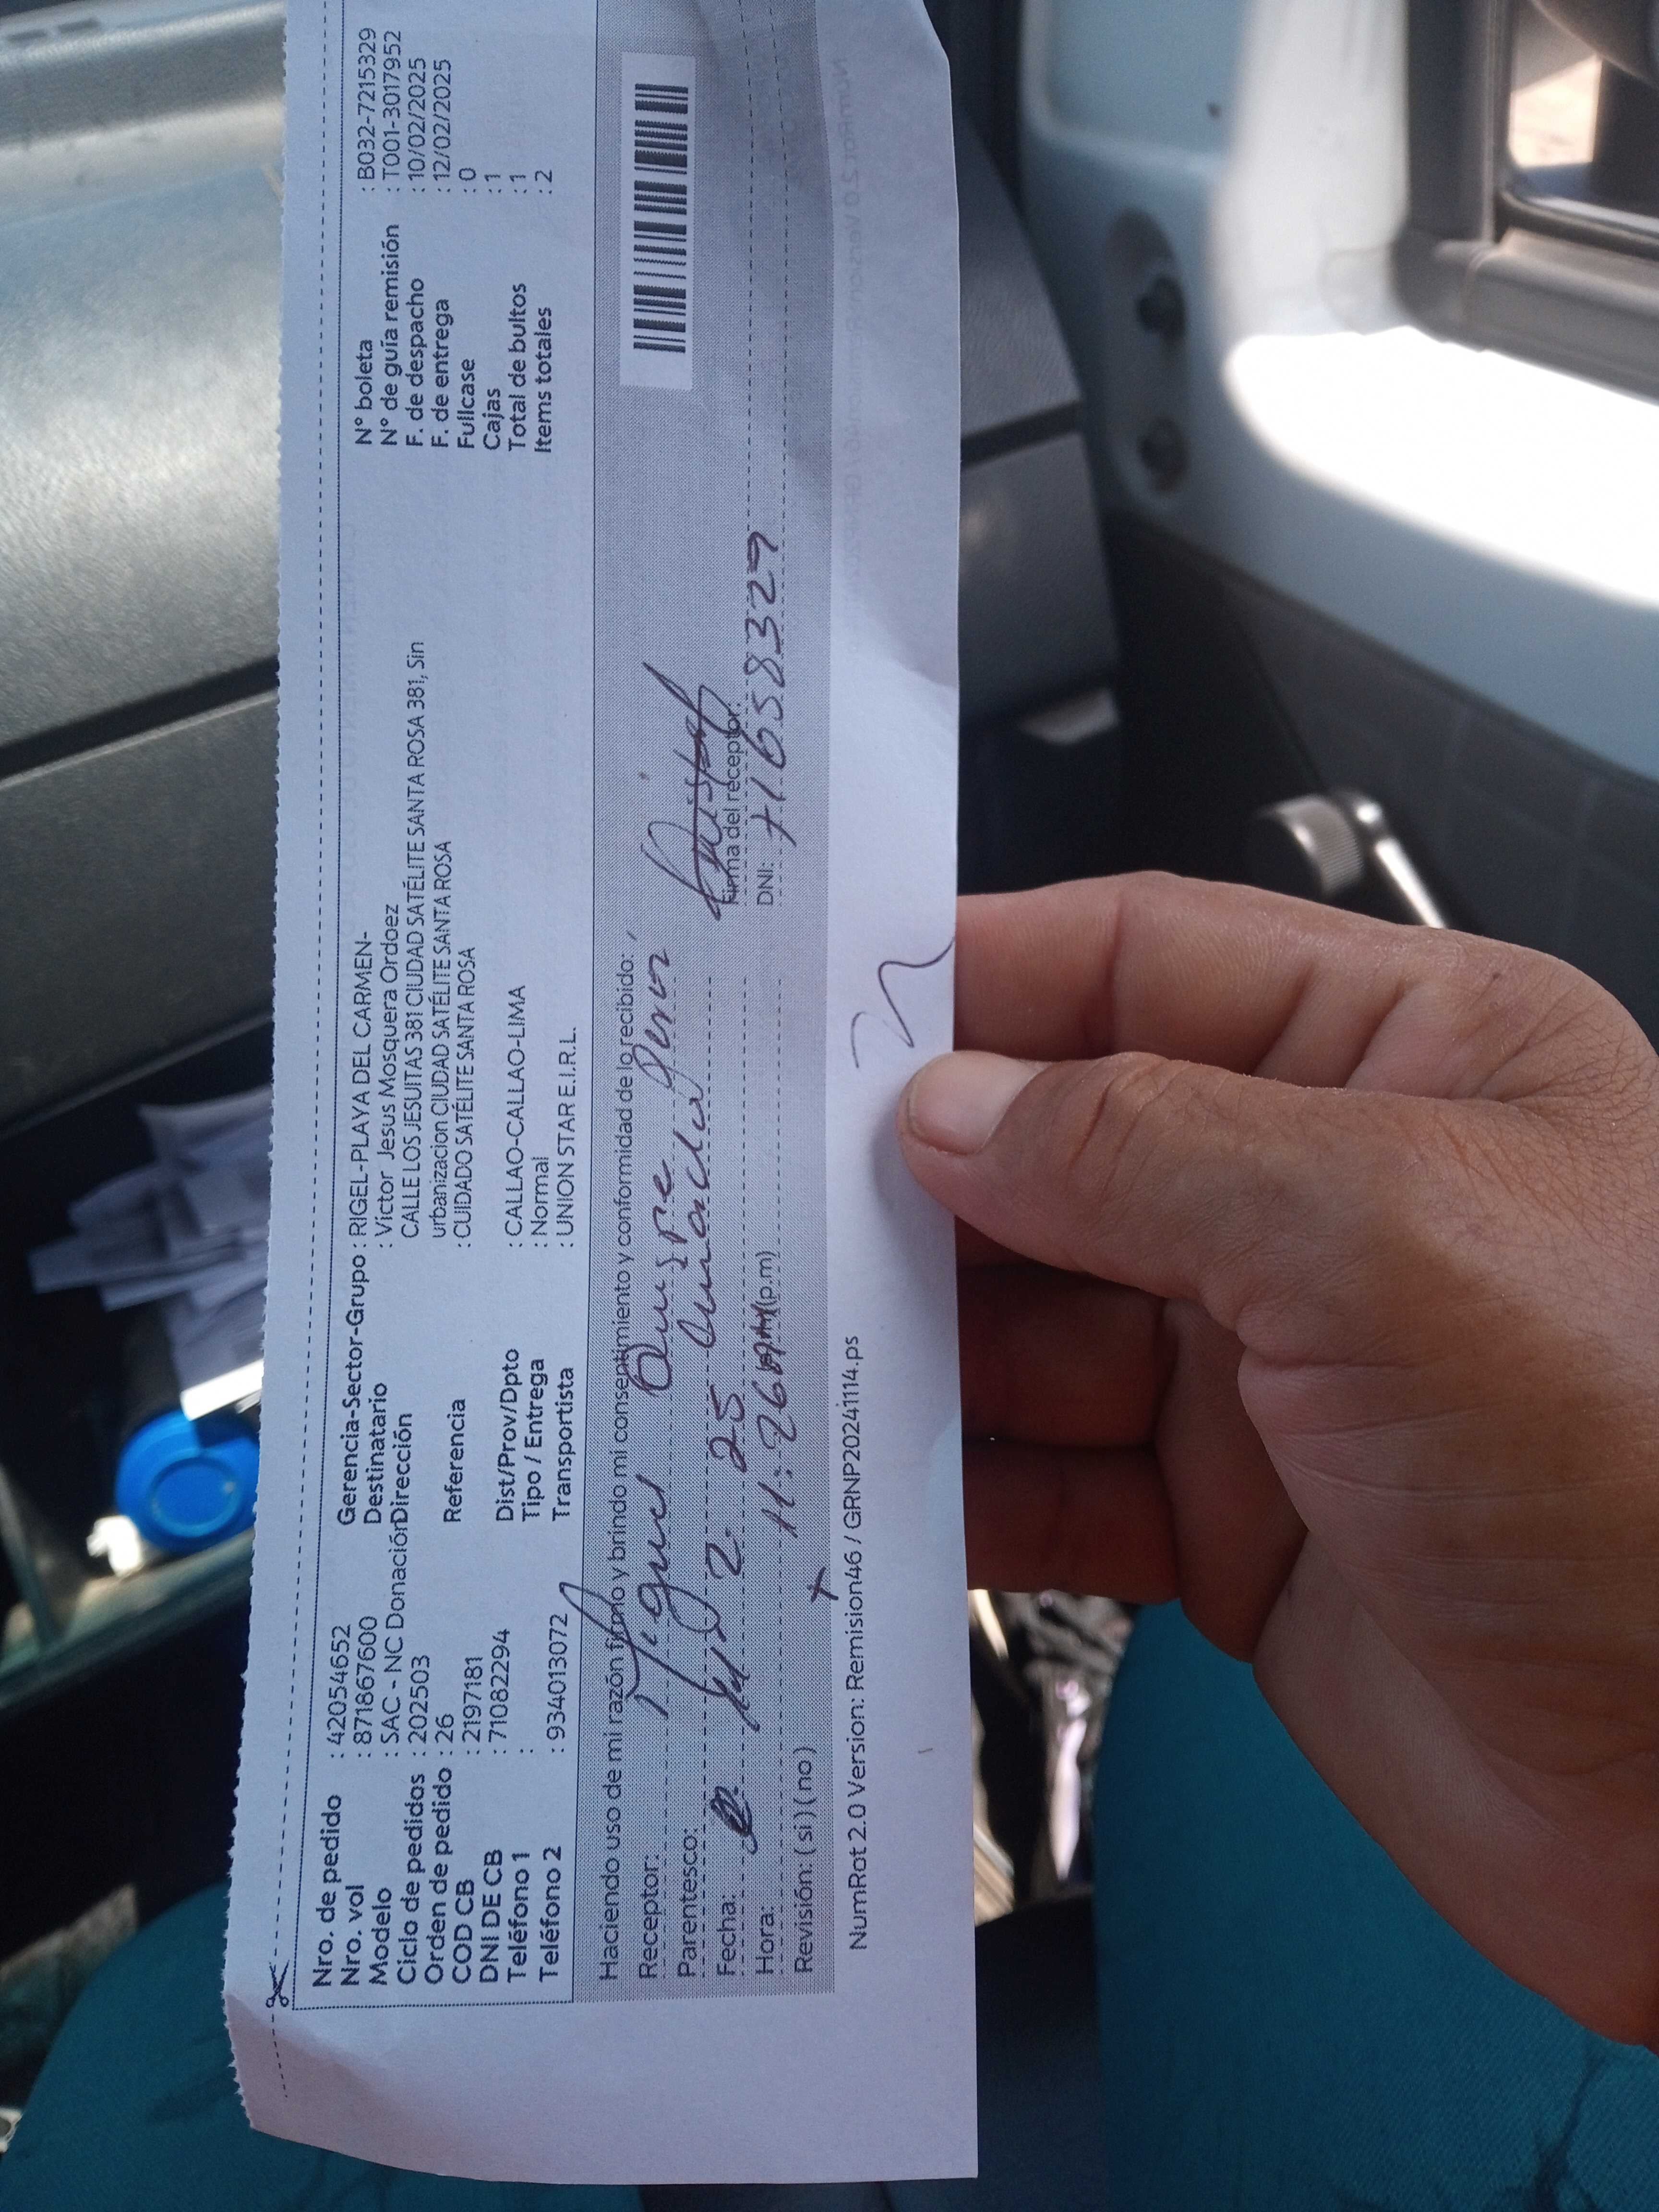 Nro. de pedido : 42054652
Nro. vol : 871867600
Modelo : SAC - NC Donación
Ciclo de pedidos : 202503
Orden de pedido : 26
COD CB : 2197181
DNI DE CB : 71082294
Teléfono 1 :
Teléfono 2 : 934013072
Gerencia-Sector-Grupo : RIGEL-PLAYA DEL CARMEN-
Destinatario : Victor Jesus Mosquera Ordoez
Dirección CALLE LOS JESUITAS 381 CIUDAD SATÉLITE SANTA ROSA 381, Sin
urbanizacion CIUDAD SATÉLITE SANTA ROSA
Referencia : CUIDADO SATÉLITE SANTA ROSA
Dist/Prov/Dpto : CALLAO-CALLAO-LIMA
Tipo / Entrega : Normal
Transportista : UNION STAR E.I.R.L.
N° boleta : B032-7215329
N° de guía remisión : T001-3017952
F. de despacho : 10/02/2025
F. de entrega : 12/02/2025
Fullcase : 0
Cajas : 1
Total de bultos : 1
Items totales : 2
Haciendo uso de mi razón firmo y brindo mi consentimiento y conformidad de lo recibido:
Receptor: Miguel Quispe
Parentesco:
Fecha: 2 25
Hora: 11:26 (p.m)
Revisión: ( si ) ( no )
Firma del receptor:
DNI: 71658329
NumRot 2.0 Version: Remision46 / GRNP20241114.ps